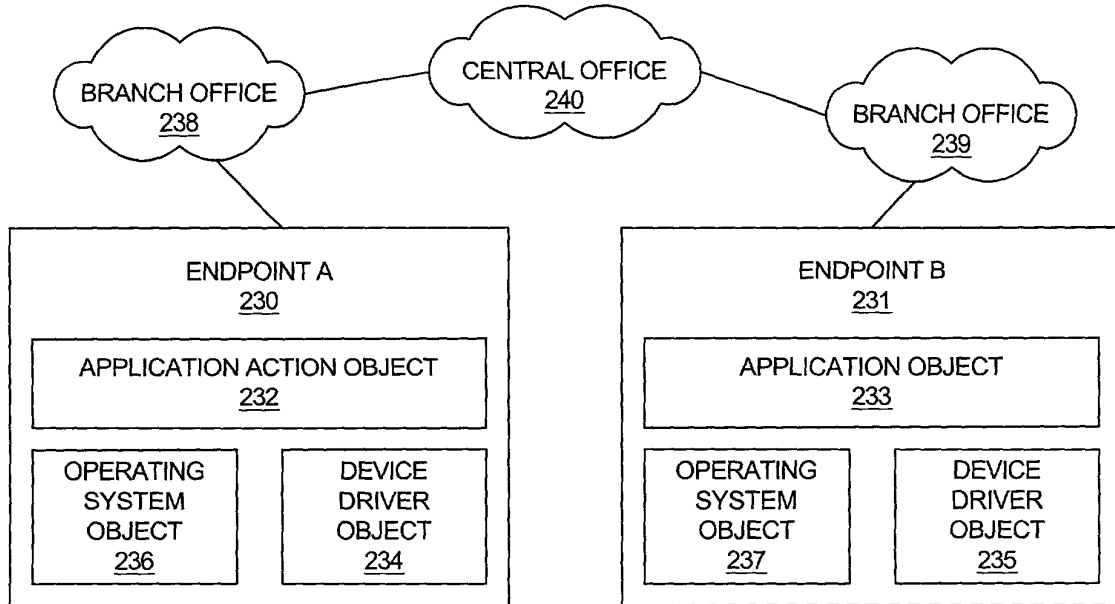 CENTRAL OFFICE
240
BRANCH OFFICE
238
BRANCH OFFICE
239
ENDPOINT A
230
APPLICATION ACTION OBJECT
232
OPERATING
SYSTEM
OBJECT
236
DEVICE
DRIVER
OBJECT
234
ENDPOINT B
231
APPLICATION OBJECT
233
OPERATING
SYSTEM
OBJECT
237
DEVICE
DRIVER
OBJECT
235